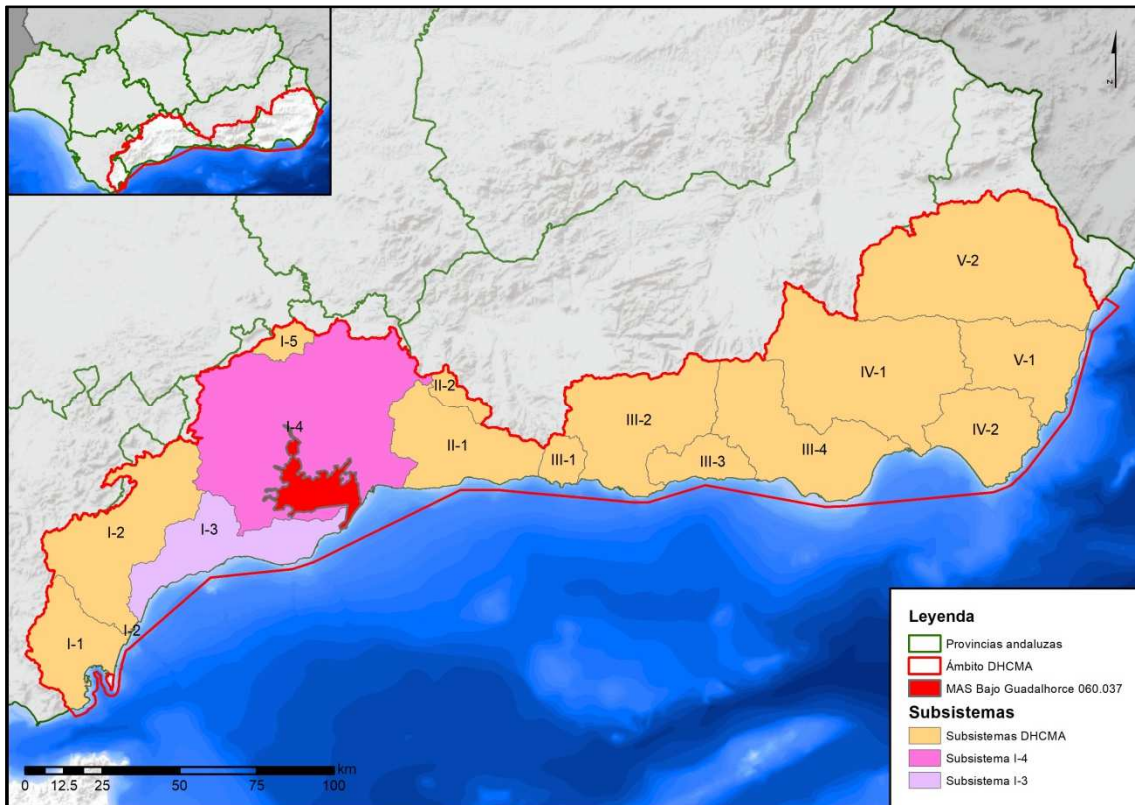 z
V-2
I-5
IV-1
V-1
II-2
I-4
III-2
II-1
IV-2
III-1
III-3
III-4
I-3
I-2
I-2
I-1
km
0 12.5 25 50 75 100
Leyenda
Provincias andaluzas
Ámbito DHCMA
MAS Bajo Guadalhorce 060.037
Subsistemas
Subsistemas DHCMA
Subsistema I-4
Subsistema I-3